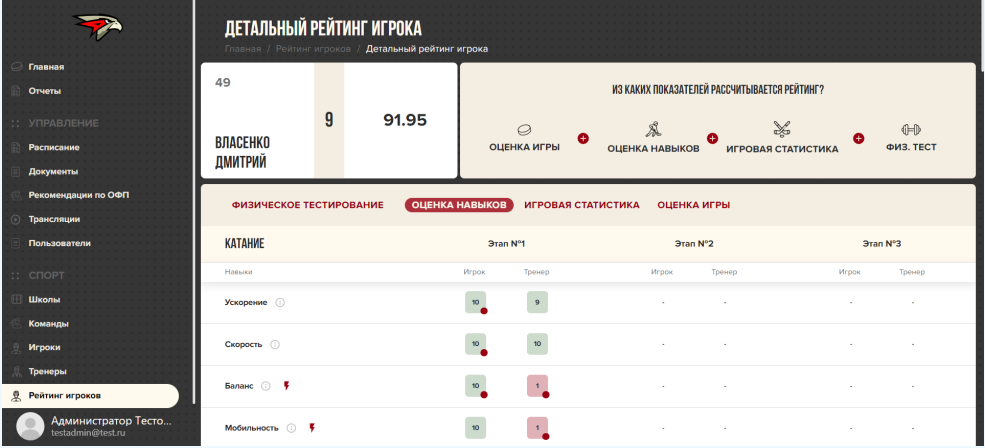 Главная
Отчеты
УПРАВЛЕНИЕ
Расписание
Документы
Рекомендации по ОФП
Трансляции
Пользователи
СПОРТ
Школы
Команды
Игроки
Тренеры
Рейтинг игроков
Администратор Тесто...
testadmin@test.ru
ДЕТАЛЬНЫЙ РЕЙТИНГ ИГРОКА
Главная / Рейтинг игроков / Детальный рейтинг игрока
49
ВЛАСЕНКО
ДМИТРИЙ
9
91.95
ИЗ КАКИХ ПОКАЗАТЕЛЕЙ РАССЧИТЫВАЕТСЯ РЕЙТИНГ?
ОЦЕНКА ИГРЫ + ОЦЕНКА НАВЫКОВ + ИГРОВАЯ СТАТИСТИКА + ФИЗ. ТЕСТ
ФИЗИЧЕСКОЕ ТЕСТИРОВАНИЕ ОЦЕНКА НАВЫКОВ ИГРОВАЯ СТАТИСТИКА ОЦЕНКА ИГРЫ
КАТАНИЕ Этап №1 Этап №2 Этап №3
Навыки Игрок Тренер Игрок Тренер Игрок Тренер
Ускорение 10 9 - - - -
Скорость 10 10 - - - -
Баланс 10 1 - - - -
Мобильность 10 1 - - - -